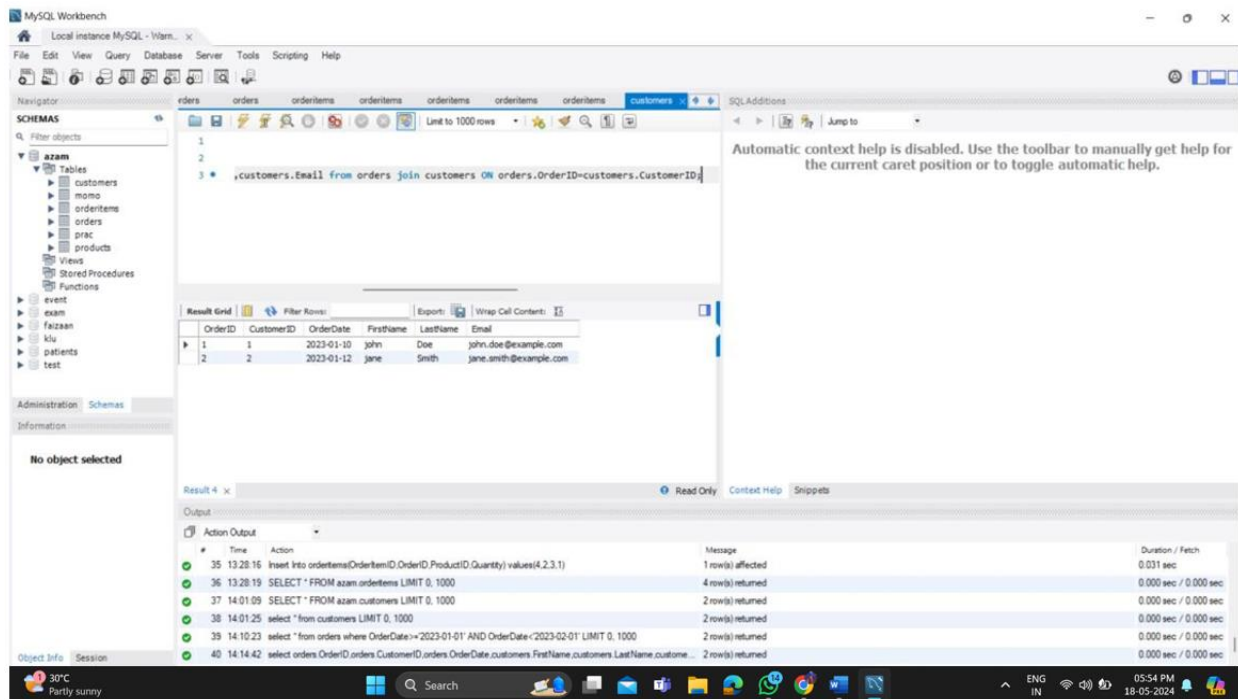 MySQL Workbench
Local instance MySQL - Warn...
File Edit View Query Database Server Tools Scripting Help
Navigator
SCHEMAS
Filter objects
azam
Tables
customers
momo
orderitems
orders
prac
products
Views
Stored Procedures
Functions
event
exam
faizaan
klu
patients
test
Administration Schemas
Information
No object selected
Object Info Session
rders orders orderitems orderitems orderitems orderitems orderitems customers
Limit to 1000 rows
1
2
3 ,customers.Email from orders join customers ON orders.OrderID=customers.CustomerID;
Result Grid Filter Rows: Export: Wrap Cell Content:
OrderID CustomerID OrderDate FirstName LastName Email
1 1 2023-01-10 john Doe john.doe@example.com
2 2 2023-01-12 jane Smith jane.smith@example.com
Result 4 Read Only
SQLAdditions
Jump to
Automatic context help is disabled. Use the toolbar to manually get help for
the current caret position or to toggle automatic help.
Context Help Snippets
Output
Action Output
# Time Action Message Duration / Fetch
35 13:28:16 Insert Into orderitems(OrderItemID,OrderID,ProductID,Quantity) values(4,2,3,1) 1 row(s) affected 0.031 sec
36 13:28:19 SELECT * FROM azam.orderitems LIMIT 0, 1000 4 row(s) returned 0.000 sec / 0.000 sec
37 14:01:09 SELECT * FROM azam.customers LIMIT 0, 1000 2 row(s) returned 0.000 sec / 0.000 sec
38 14:01:25 select * from customers LIMIT 0, 1000 2 row(s) returned 0.000 sec / 0.000 sec
39 14:10:23 select * from orders where OrderDate>='2023-01-01' AND OrderDate<'2023-02-01' LIMIT 0, 1000 2 row(s) returned 0.000 sec / 0.000 sec
40 14:14:42 select orders.OrderID,orders.CustomerID,orders.OrderDate,customers.FirstName,customers.LastName,custome... 2 row(s) returned 0.000 sec / 0.000 sec
30°C
Partly sunny
Search
ENG
IN
05:54 PM
18-05-2024